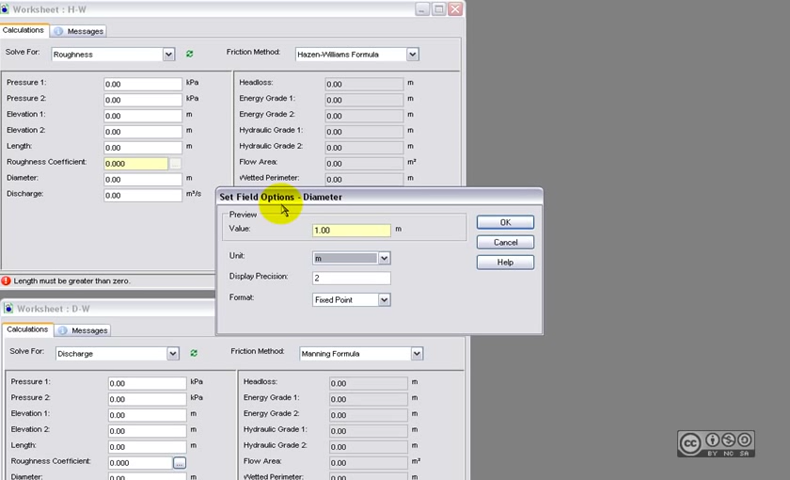 Worksheet : H-W
Calculations Messages
Solve For: Roughness Friction Method: Hazen-Williams Formula
Pressure 1: 0.00 kPa Headloss: 0.00 m
Pressure 2: 0.00 kPa Energy Grade 1: 0.00 m
Elevation 1: 0.00 m Energy Grade 2: 0.00 m
Elevation 2: 0.00 m Hydraulic Grade 1: 0.00 m
Length: 0.00 m Hydraulic Grade 2: 0.00 m
Roughness Coefficient: 0.000 ... Flow Area: 0.00 m²
Diameter: 0.00 m Wetted Perimeter: 0.00 m
Discharge: 0.00 m³/s
Set Field Options - Diameter
Preview
Value: 1.00 m
OK
Cancel
Unit: m
Help
Display Precision: 2
Format: Fixed Point
Length must be greater than zero.
Worksheet : D-W
Calculations Messages
Solve For: Discharge Friction Method: Manning Formula
Pressure 1: 0.00 kPa Headloss: 0.00 m
Pressure 2: 0.00 kPa Energy Grade 1: 0.00 m
Elevation 1: 0.00 m Energy Grade 2: 0.00 m
Elevation 2: 0.00 m Hydraulic Grade 1: 0.00 m
Length: 0.00 m Hydraulic Grade 2: 0.00 m
Roughness Coefficient: 0.000 ... Flow Area: 0.00 m²
Diameter: 0.00 m Wetted Perimeter: 0.00 m
cc
BY NC SA